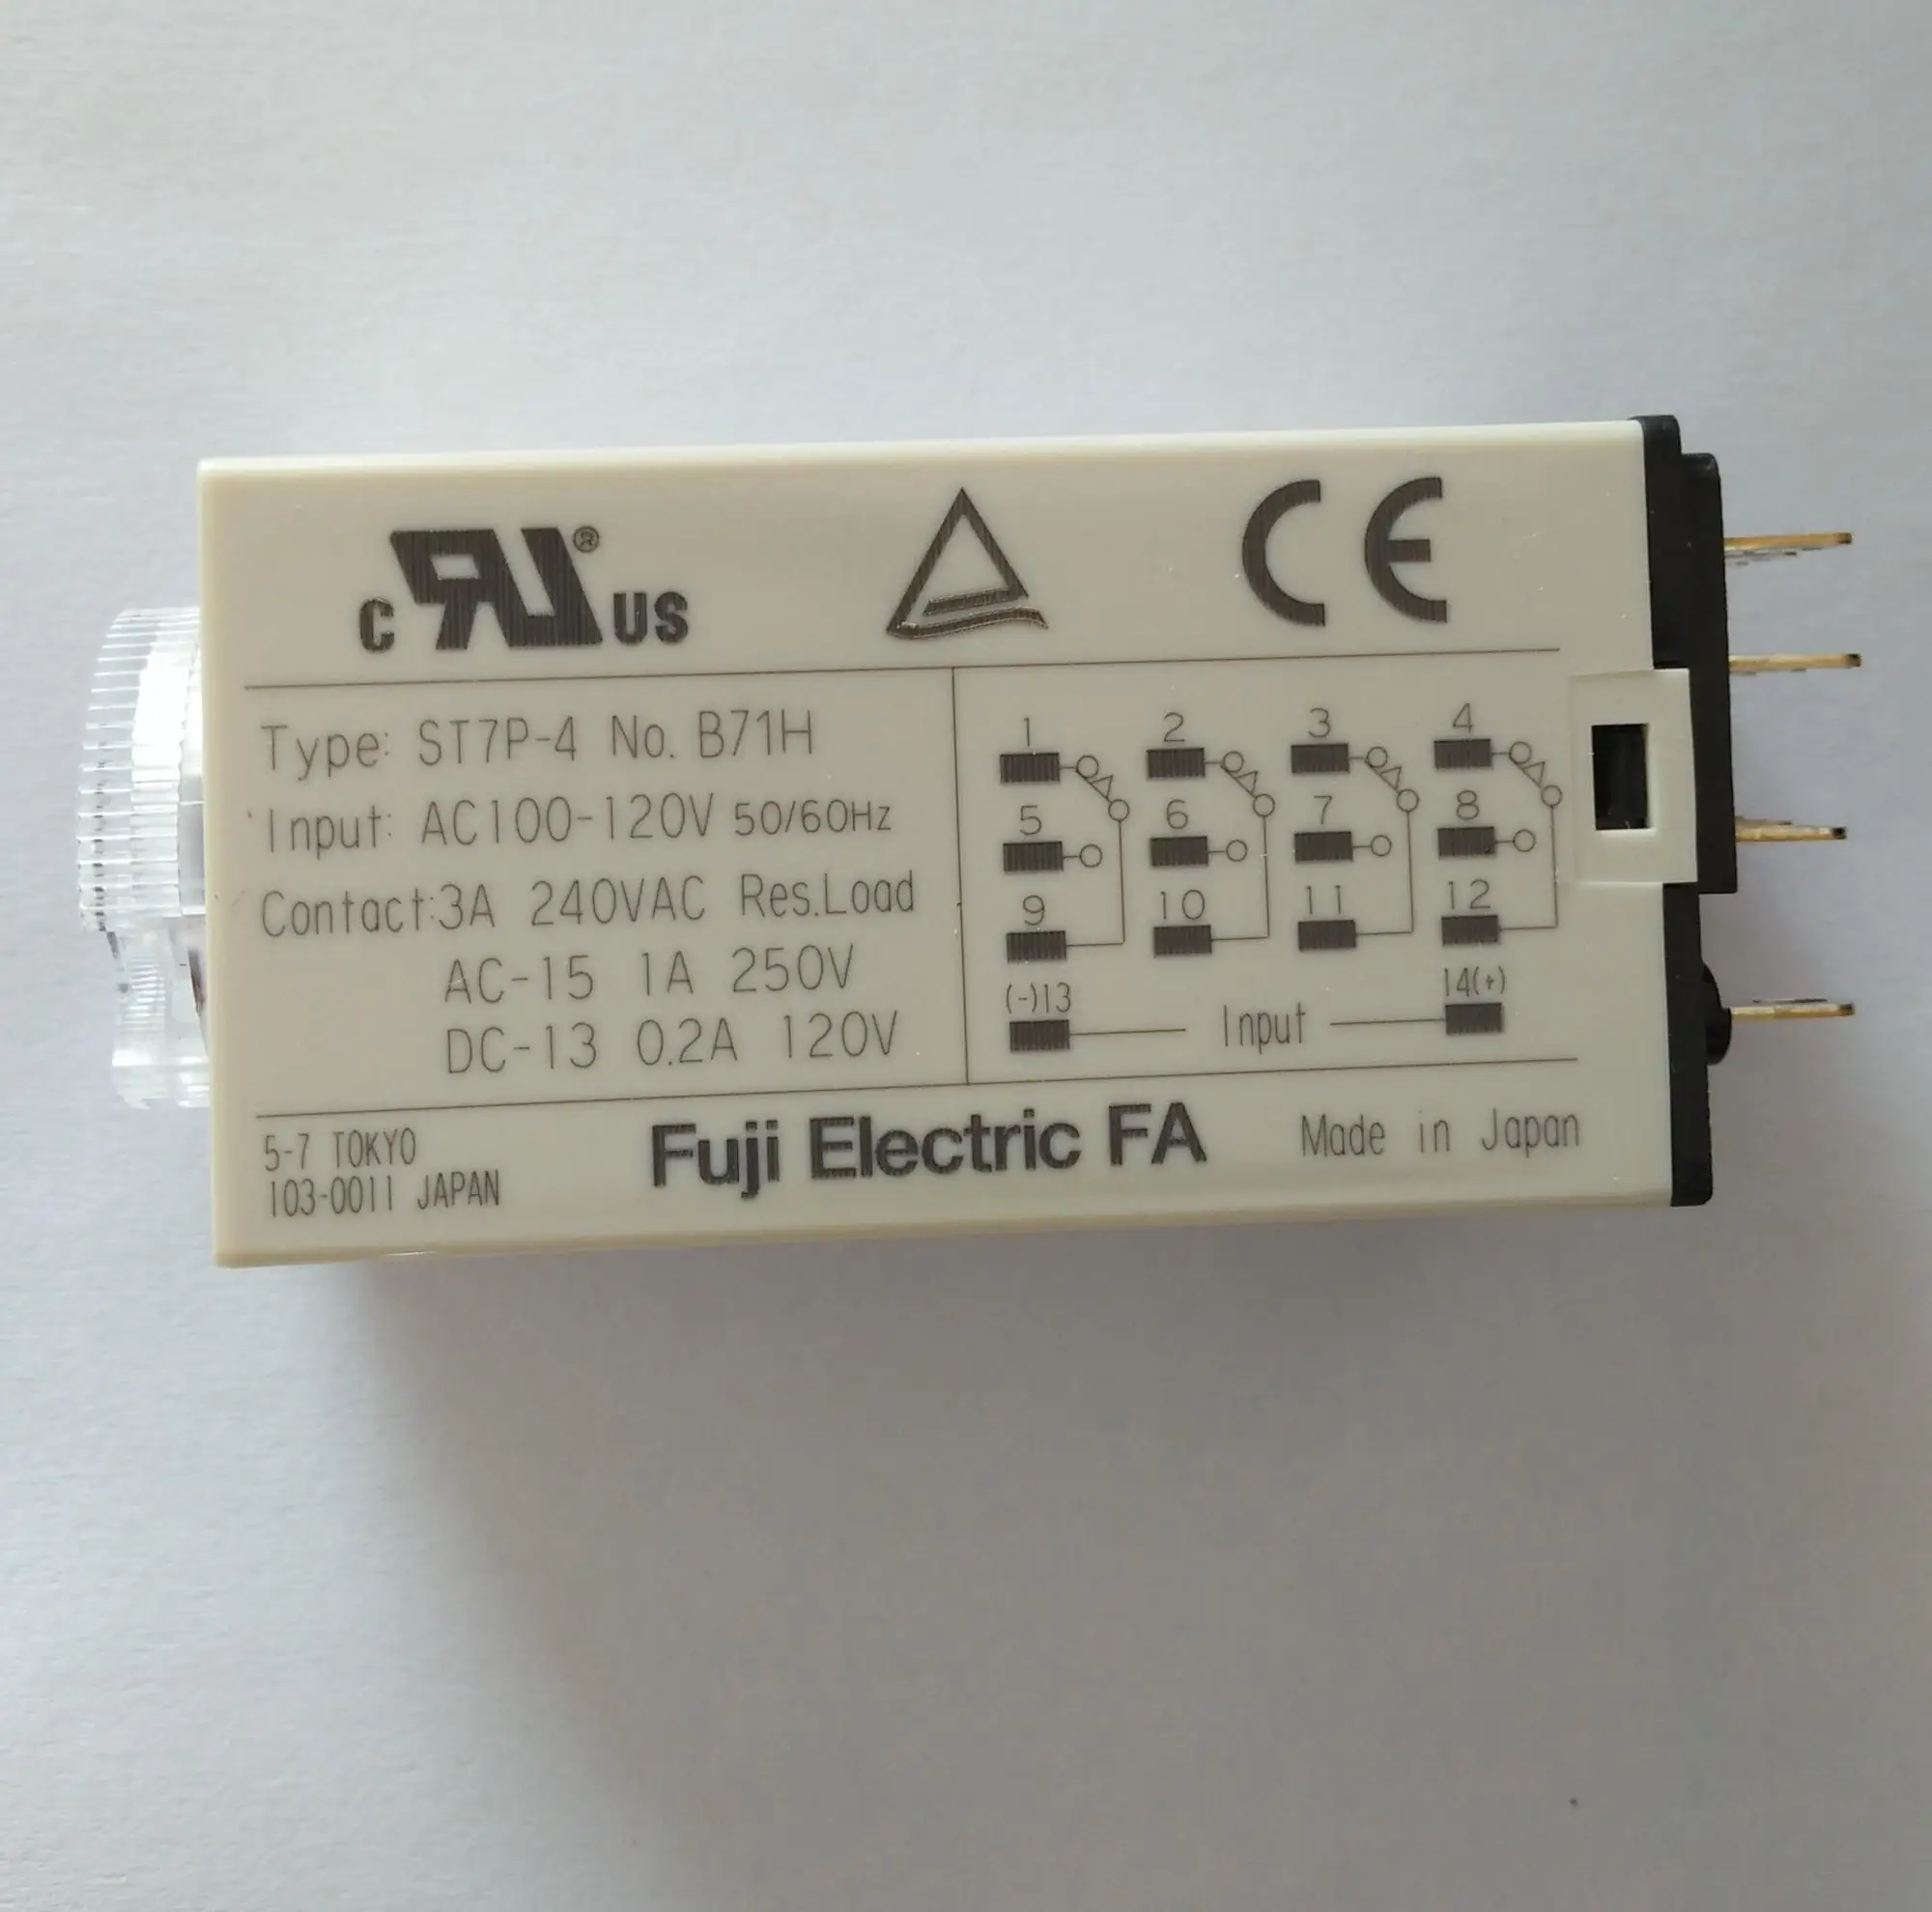 c RU® US
CE
Type: ST7P-4 No. B71H
Input: AC100-120V 50/60Hz
Contact:3A 240VAC Res.Load
AC-15 1A 250V
DC-13 0.2A 120V
1 2 3 4
5 6 7 8
9 10 11 12
(-)13 14(+)
Input
5-7 TOKYO
103-0011 JAPAN
Fuji Electric FA
Made in Japan